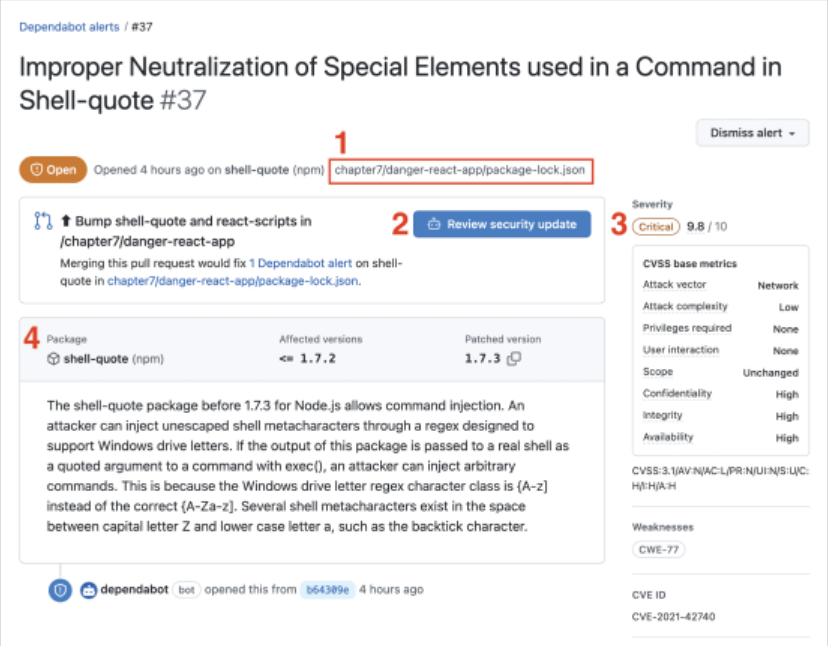 Dependabot alerts / #37
Improper Neutralization of Special Elements used in a Command in
Shell-quote #37
Dismiss alert
1
Open Opened 4 hours ago on shell-quote (npm) chapter7/danger-react-app/package-lock.json
Bump shell-quote and react-scripts in
/chapter7/danger-react-app
Merging this pull request would fix 1 Dependabot alert on shell-
quote in chapter7/danger-react-app/package-lock.json.
2 Review security update
4 Package Affected versions Patched version
shell-quote (npm) <= 1.7.2 1.7.3
The shell-quote package before 1.7.3 for Node.js allows command injection. An
attacker can inject unescaped shell metacharacters through a regex designed to
support Windows drive letters. If the output of this package is passed to a real shell as
a quoted argument to a command with exec(), an attacker can inject arbitrary
commands. This is because the Windows drive letter regex character class is {A-z]
instead of the correct {A-Za-z]. Several shell metacharacters exist in the space
between capital letter Z and lower case letter a, such as the backtick character.
dependabot bot opened this from b64309e 4 hours ago
Severity
3 Critical 9.8 / 10
CVSS base metrics
Attack vector Network
Attack complexity Low
Privileges required None
User interaction None
Scope Unchanged
Confidentiality High
Integrity High
Availability High
CVSS:3.1/AV:N/AC:L/PR:N/UI:N/S:U/C:
H/I:H/A:H
Weaknesses
CWE-77
CVE ID
CVE-2021-42740